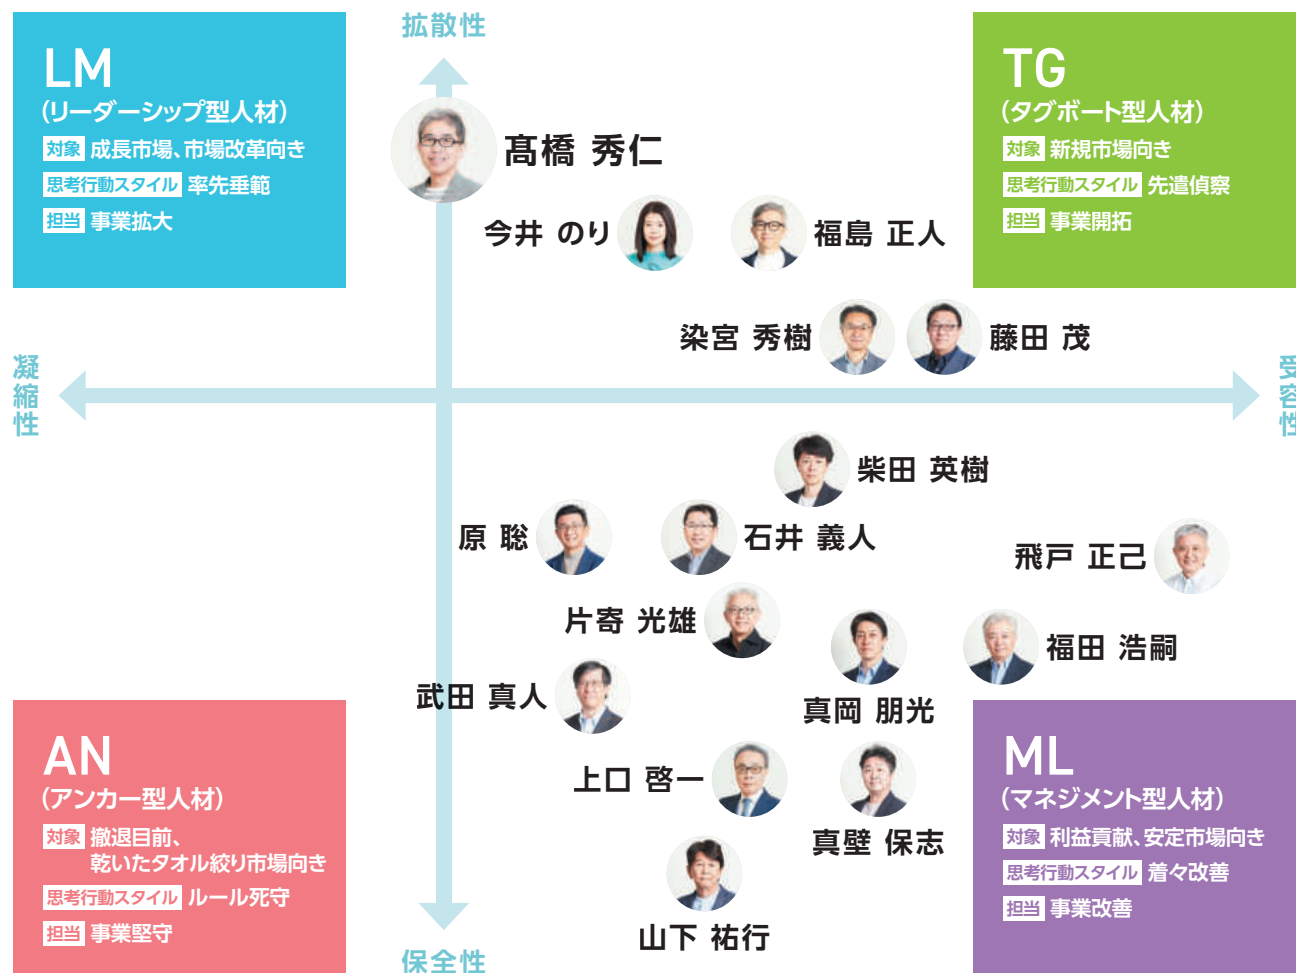 拡散性
LM
(リーダーシップ型人材)
対象 成長市場、市場改革向き
思考行動スタイル 率先垂範
担当 事業拡大
TG
(タグボート型人材)
対象 新規市場向き
思考行動スタイル 先遣偵察
担当 事業開拓
髙橋 秀仁
今井 のり
福島 正人
染宮 秀樹
藤田 茂
凝縮性
受容性
柴田 英樹
原 聡
石井 義人
飛戸 正己
片寄 光雄
福田 浩嗣
武田 真人
真岡 朋光
上口 啓一
真壁 保志
山下 祐行
AN
(アンカー型人材)
対象 撤退目前、
乾いたタオル絞り市場向き
思考行動スタイル ルール死守
担当 事業堅守
ML
(マネジメント型人材)
対象 利益貢献、安定市場向き
思考行動スタイル 着々改善
担当 事業改善
保全性